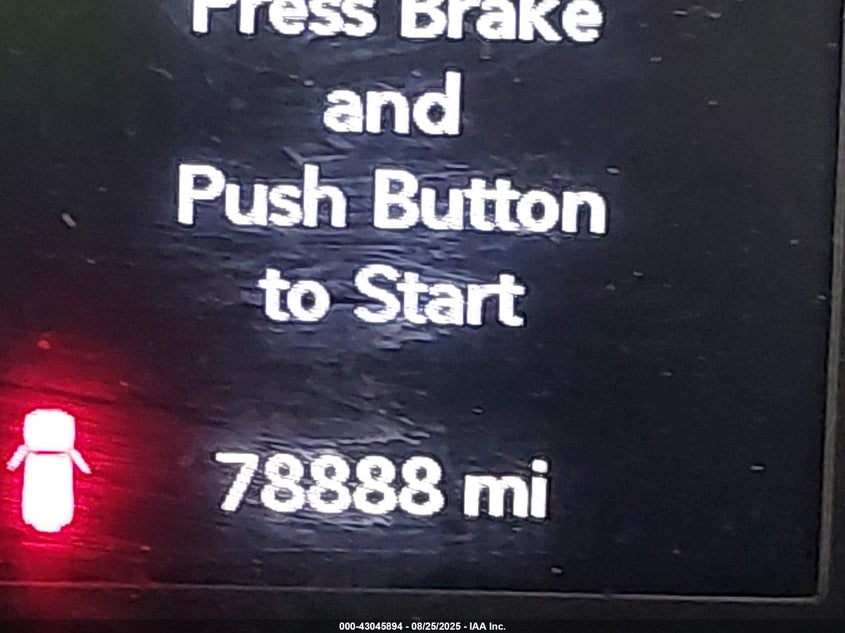 Press Brake
and
Push Button
to Start
78888 mi
000-43045894 - 08/25/2025 - IAA Inc.